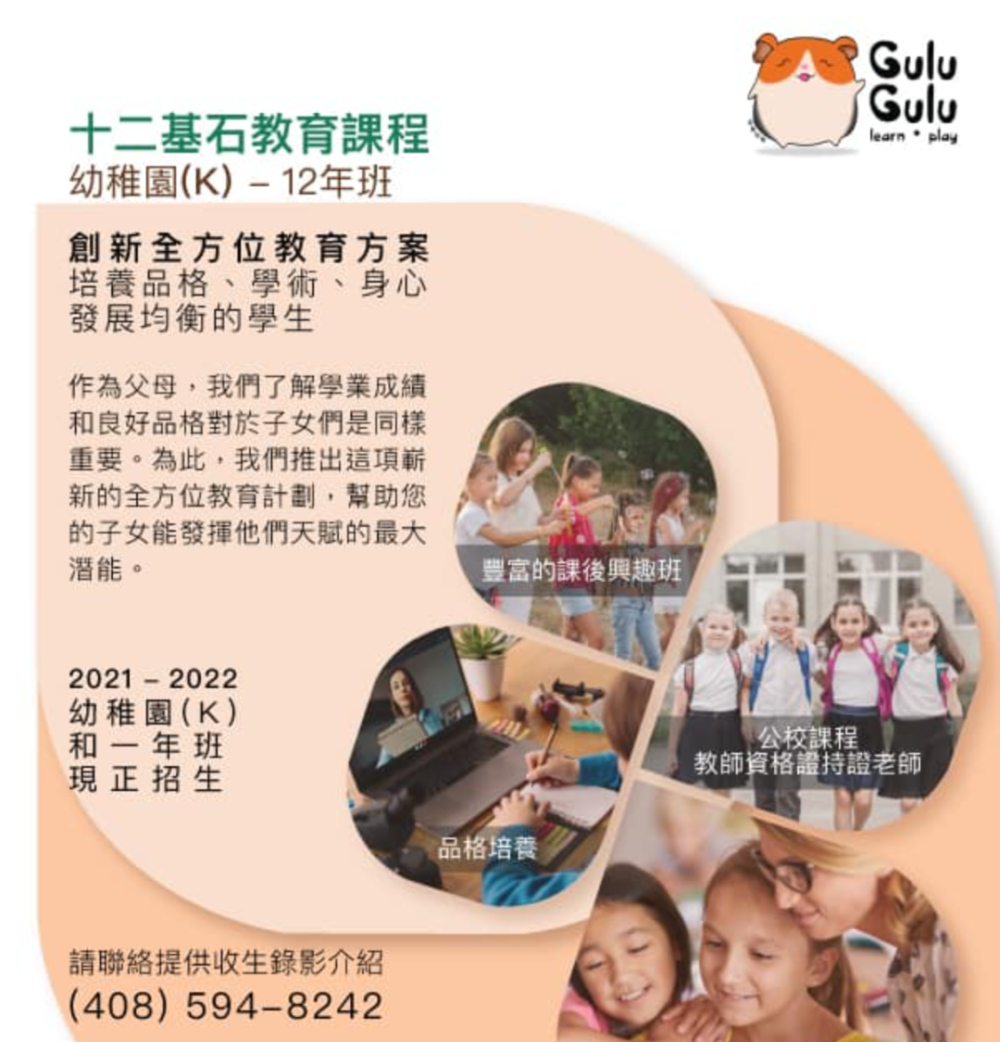 Gulu
Gulu
learn • play
十二基石教育課程
幼稚園(K) – 12年班
創新全方位教育方案
培養品格、學術、身心
發展均衡的學生
作為父母，我們了解學業成績
和良好品格對於子女們是同樣
重要。為此，我們推出這項嶄
新的全方位教育計劃，幫助您
的子女能發揮他們天賦的最大
潛能。
豐富的課後興趣班
公校課程
教師資格證持證老師
2021 – 2022
幼稚園(K)
和一年班
現正招生
品格培養
請聯絡提供收生錄影介紹
(408) 594–8242